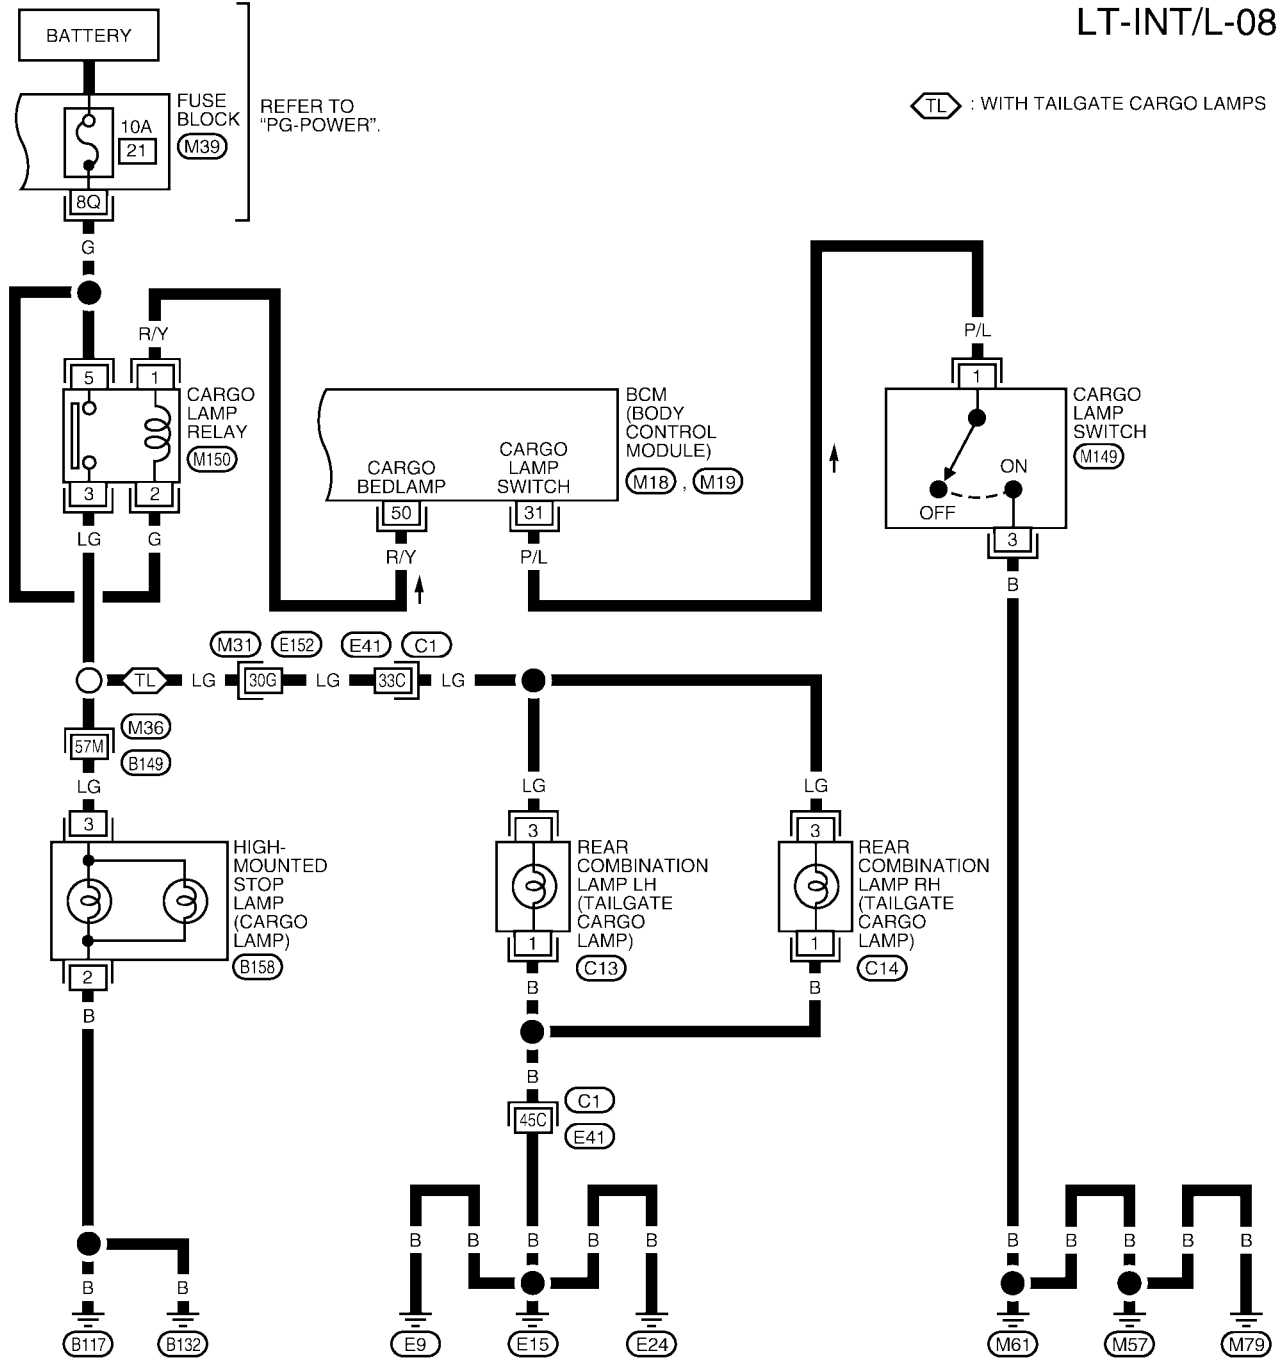 LT-INT/L-08
BATTERY
TL : WITH TAILGATE CARGO LAMPS
FUSE
BLOCK
M39
10A
21
REFER TO
"PG-POWER".
8Q
G
R/Y
P/L
5
1
1
CARGO
LAMP
RELAY
M150
BCM
(BODY
CONTROL
MODULE)
M18 , M19
CARGO
LAMP
SWITCH
M149
CARGO
BEDLAMP
CARGO
LAMP
SWITCH
ON
OFF
3
2
50
31
3
LG
G
R/Y
P/L
B
M31
E152
E41
C1
TL
LG
30G
LG
33C
LG
M36
57M
B149
LG
LG
LG
3
3
3
HIGH-
MOUNTED
STOP
LAMP
(CARGO
LAMP)
B158
REAR
COMBINATION
LAMP LH
(TAILGATE
CARGO
LAMP)
C13
REAR
COMBINATION
LAMP RH
(TAILGATE
CARGO
LAMP)
C14
2
1
1
B
B
B
B
C1
45C
E41
B
B
B
B
B
B
B
B
B
B
B
B
B117
B132
E9
E15
E24
M61
M57
M79